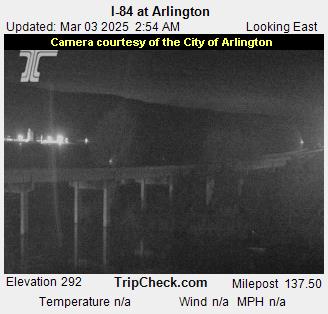 I-84 at Arlington
Updated: Mar 03 2025 2:54 AM Looking East
Camera courtesy of the City of Arlington
Elevation 292 TripCheck.com Milepost 137.50
Temperature n/a Wind n/a MPH n/a